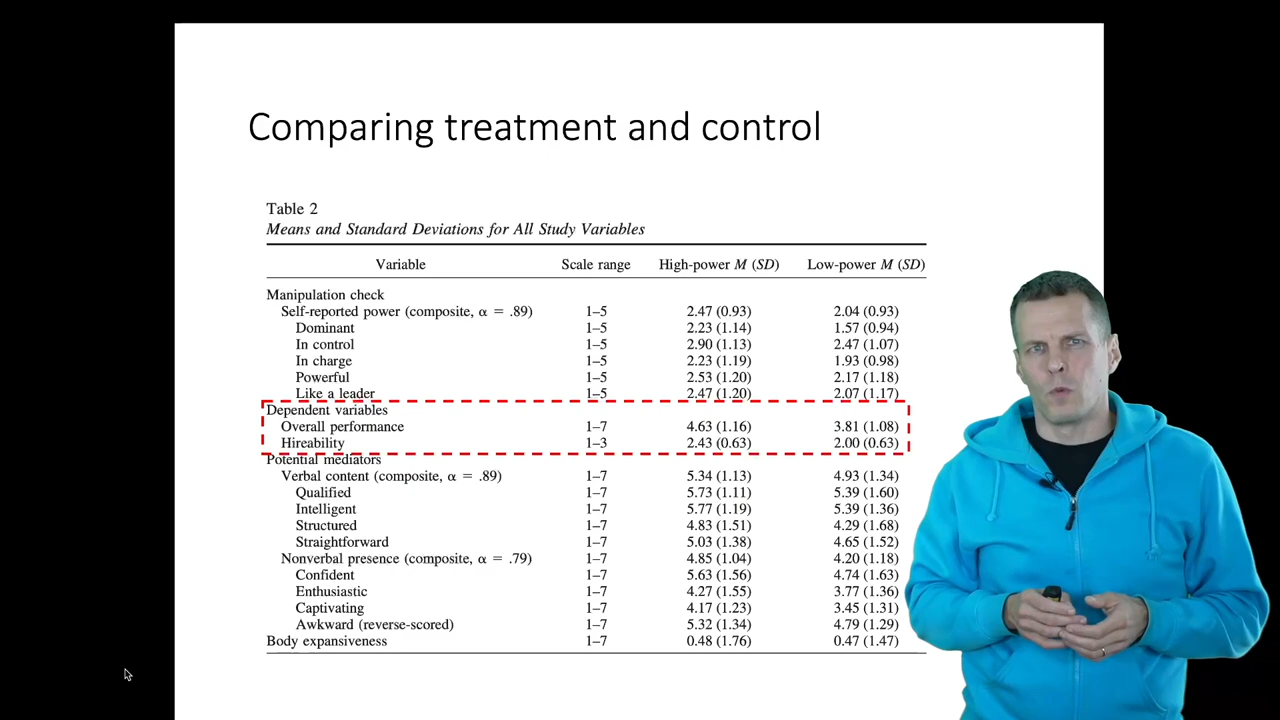 Comparing treatment and control
Table 2
Means and Standard Deviations for All Study Variables
Variable Scale range High-power M (SD) Low-power M (SD)
Manipulation check
Self-reported power (composite, α = .89) 1–5 2.47 (0.93) 2.04 (0.93)
Dominant 1–5 2.23 (1.14) 1.57 (0.94)
In control 1–5 2.90 (1.13) 2.47 (1.07)
In charge 1–5 2.23 (1.19) 1.93 (0.98)
Powerful 1–5 2.53 (1.20) 2.17 (1.18)
Like a leader 1–5 2.47 (1.20) 2.07 (1.17)
Dependent variables
Overall performance 1–7 4.63 (1.16) 3.81 (1.08)
Hireability 1–3 2.43 (0.63) 2.00 (0.63)
Potential mediators
Verbal content (composite, α = .89) 1–7 5.34 (1.13) 4.93 (1.34)
Qualified 1–7 5.73 (1.11) 5.39 (1.60)
Intelligent 1–7 5.77 (1.19) 5.39 (1.36)
Structured 1–7 4.83 (1.51) 4.29 (1.68)
Straightforward 1–7 5.03 (1.38) 4.65 (1.52)
Nonverbal presence (composite, α = .79) 1–7 4.85 (1.04) 4.20 (1.18)
Confident 1–7 5.63 (1.56) 4.74 (1.63)
Enthusiastic 1–7 4.27 (1.55) 3.77 (1.36)
Captivating 1–7 4.17 (1.23) 3.45 (1.31)
Awkward (reverse-scored) 1–7 5.32 (1.34) 4.79 (1.29)
Body expansiveness 1–7 0.48 (1.76) 0.47 (1.47)